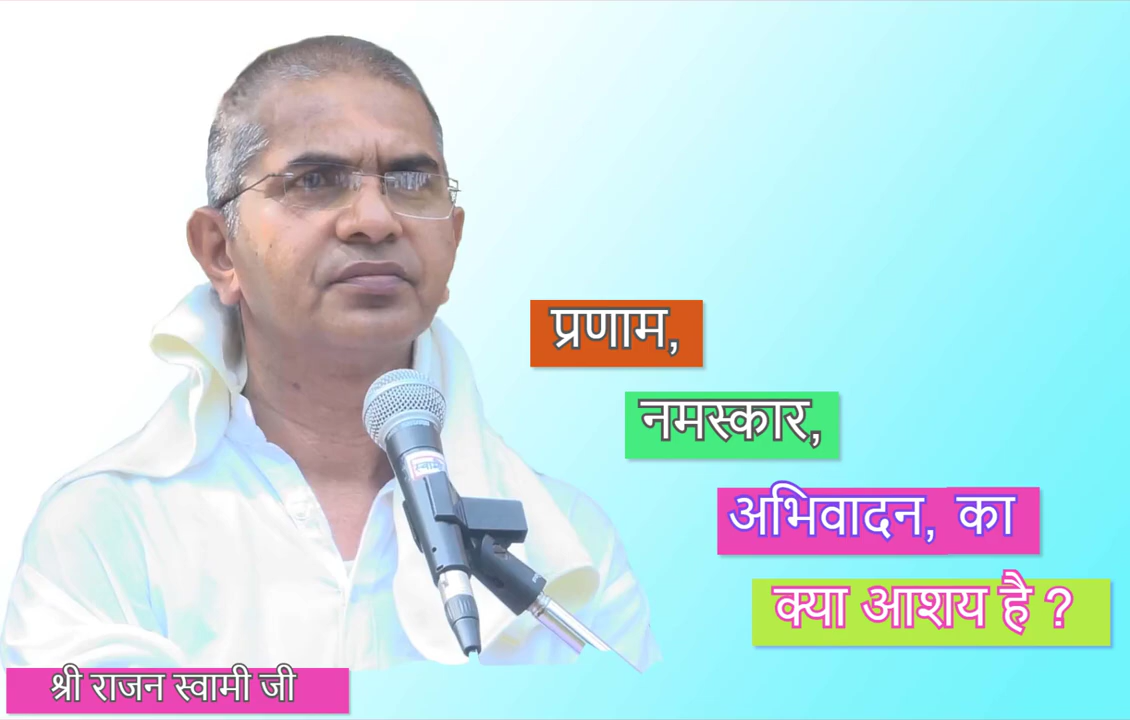 प्रणाम,
नमस्कार,
अभिवादन, का
क्या आशय है ?
स्वामी
श्री राजन स्वामी जी